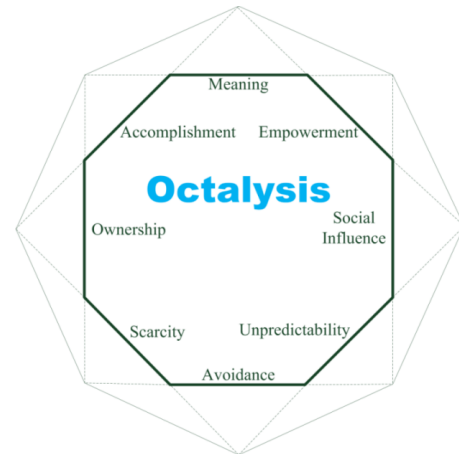 Meaning
Accomplishment Empowerment
Octalysis
Ownership
Social
Influence
Scarcity
Unpredictability
Avoidance